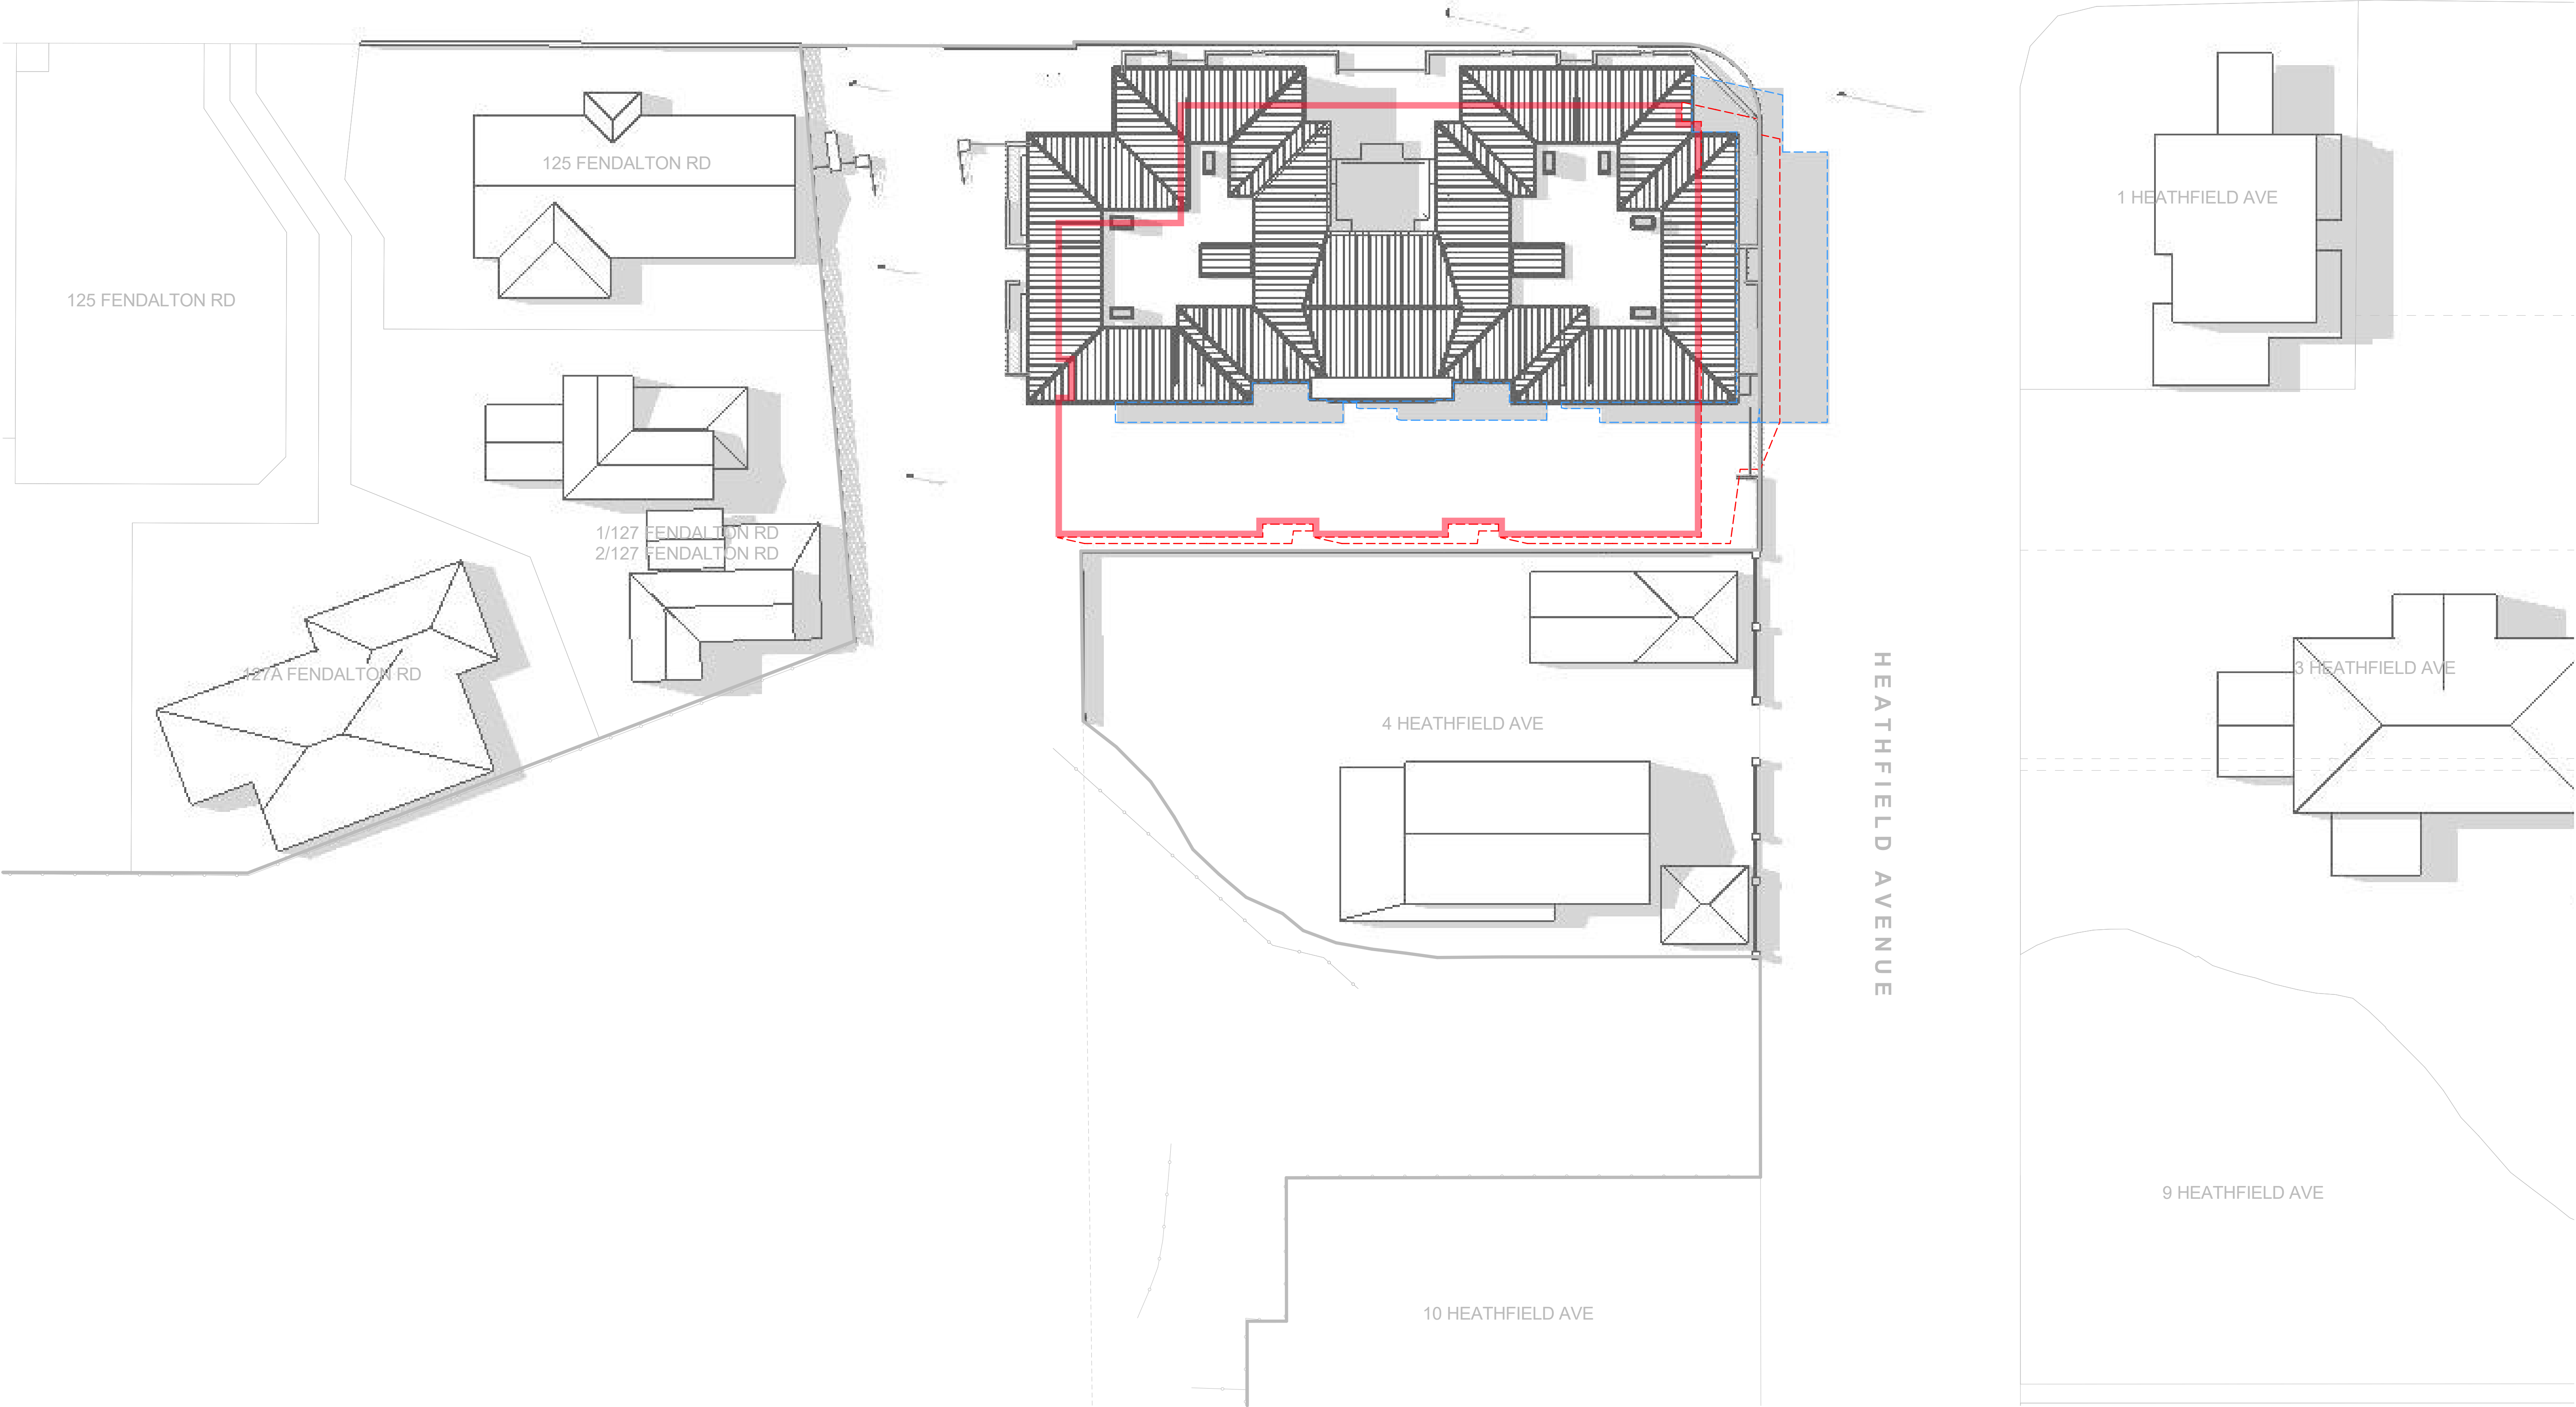 125 FENDALTON RD
1 HEATHFIELD AVE
125 FENDALTON RD
1/127 FENDALTON RD
2/127 FENDALTON RD
127A FENDALTON RD
3 HEATHFIELD AVE
4 HEATHFIELD AVE
HEATHFIELD AVENUE
9 HEATHFIELD AVE
10 HEATHFIELD AVE